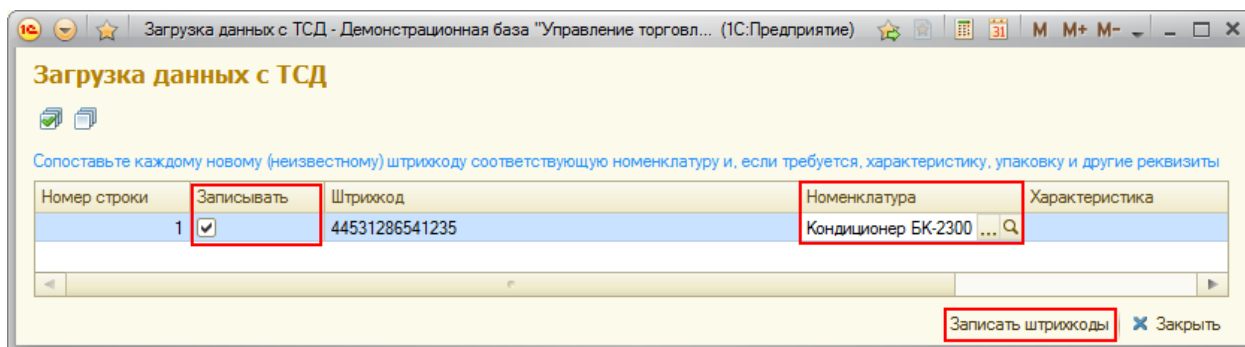 1С Загрузка данных с ТСД - Демонстрационная база "Управление торговл... (1С:Предприятие) 31 M M+ M-
Загрузка данных с ТСД
Сопоставьте каждому новому (неизвестному) штрихкоду соответствующую номенклатуру и, если требуется, характеристику, упаковку и другие реквизиты
Номер строки Записывать Штрихкод Номенклатура Характеристика
1 44531286541235 Кондиционер БК-2300 ...
Записать штрихкоды Закрыть